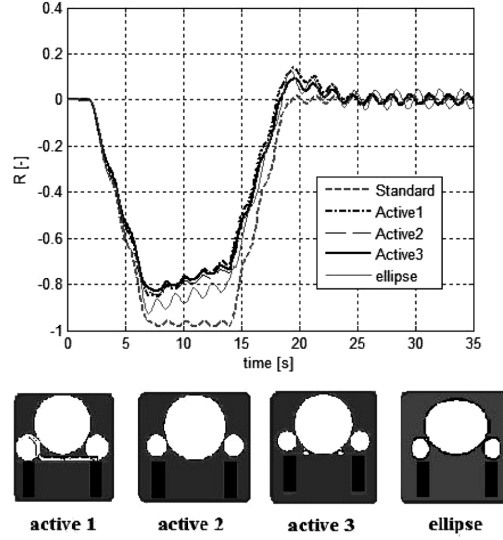 0.4
0.2
0
-0.2
-0.4
-0.6
-0.8
-1
R [-]
0 5 10 15 20 25 30 35
time [s]
Standard
Active1
Active2
Active3
ellipse
active 1 active 2 active 3 ellipse